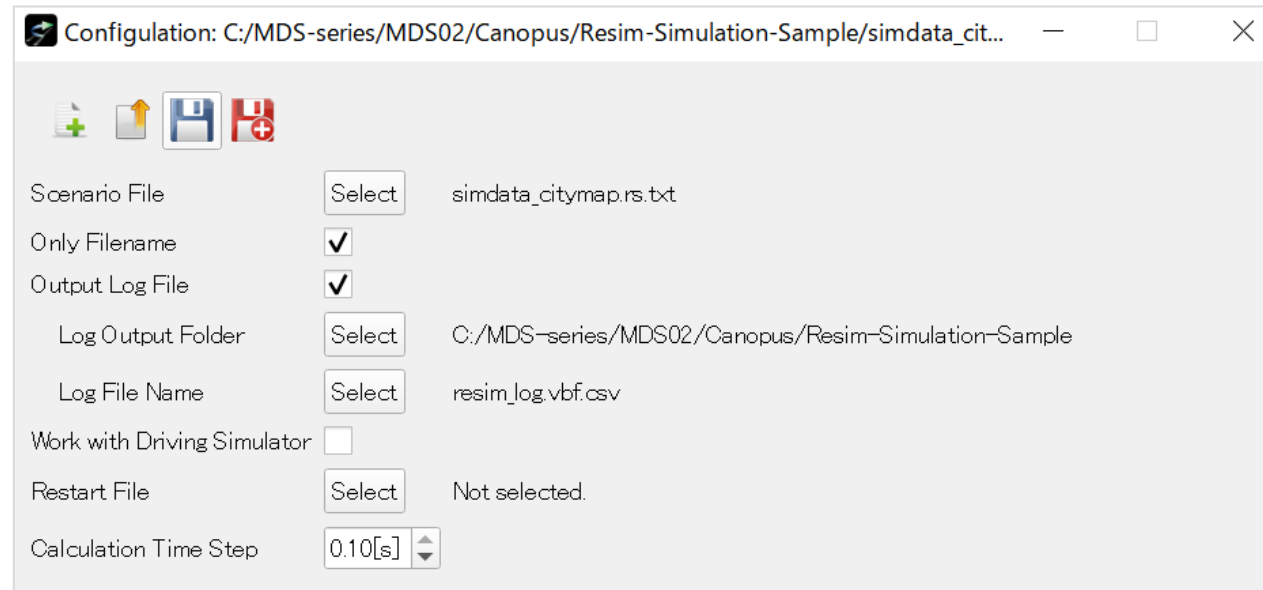 Configulation: C:/MDS-series/MDS02/Canopus/Resim-Simulation-Sample/simdata_cit...
Scenario File Select simdata_citymap.rs.txt
Only Filename
Output Log File
Log Output Folder Select C:/MDS-series/MDS02/Canopus/Resim-Simulation-Sample
Log File Name Select resim_log.vbf.csv
Work with Driving Simulator
Restart File Select Not selected.
Calculation Time Step 0.10[s]